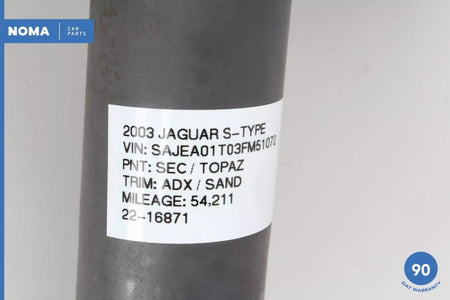 NOMA CAR PARTS
2003 JAGUAR S-TYPE
VIN: SAJEA01T03FM51072
PNT: SEC / TOPAZ
TRIM: ADX / SAND
MILEAGE: 54,211
22-16871
90
DAY WARRANTY